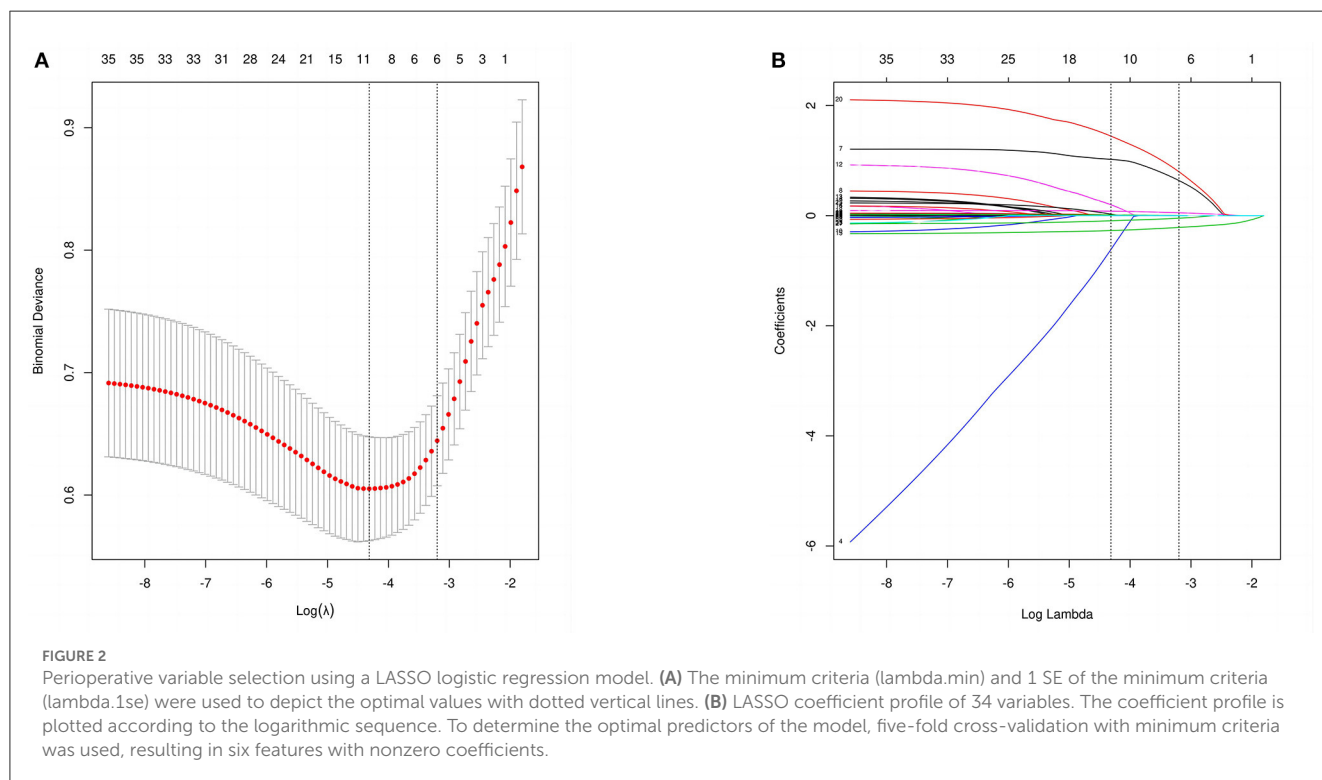 A
35 35 33 33 31 28 24 21 15 11 8 6 6 5 3 1
0.9
0.8
0.7
0.6
Binomial Deviance
-8 -7 -6 -5 -4 -3 -2
Log(λ)
B
35 33 25 18 10 6 1
2
0
-2
-4
-6
Coefficients
20
7
12
8
4
-8 -7 -6 -5 -4 -3 -2
Log Lambda
FIGURE 2
Perioperative variable selection using a LASSO logistic regression model. (A) The minimum criteria (lambda.min) and 1 SE of the minimum criteria
(lambda.1se) were used to depict the optimal values with dotted vertical lines. (B) LASSO coefficient profile of 34 variables. The coefficient profile is
plotted according to the logarithmic sequence. To determine the optimal predictors of the model, five-fold cross-validation with minimum criteria
was used, resulting in six features with nonzero coefficients.